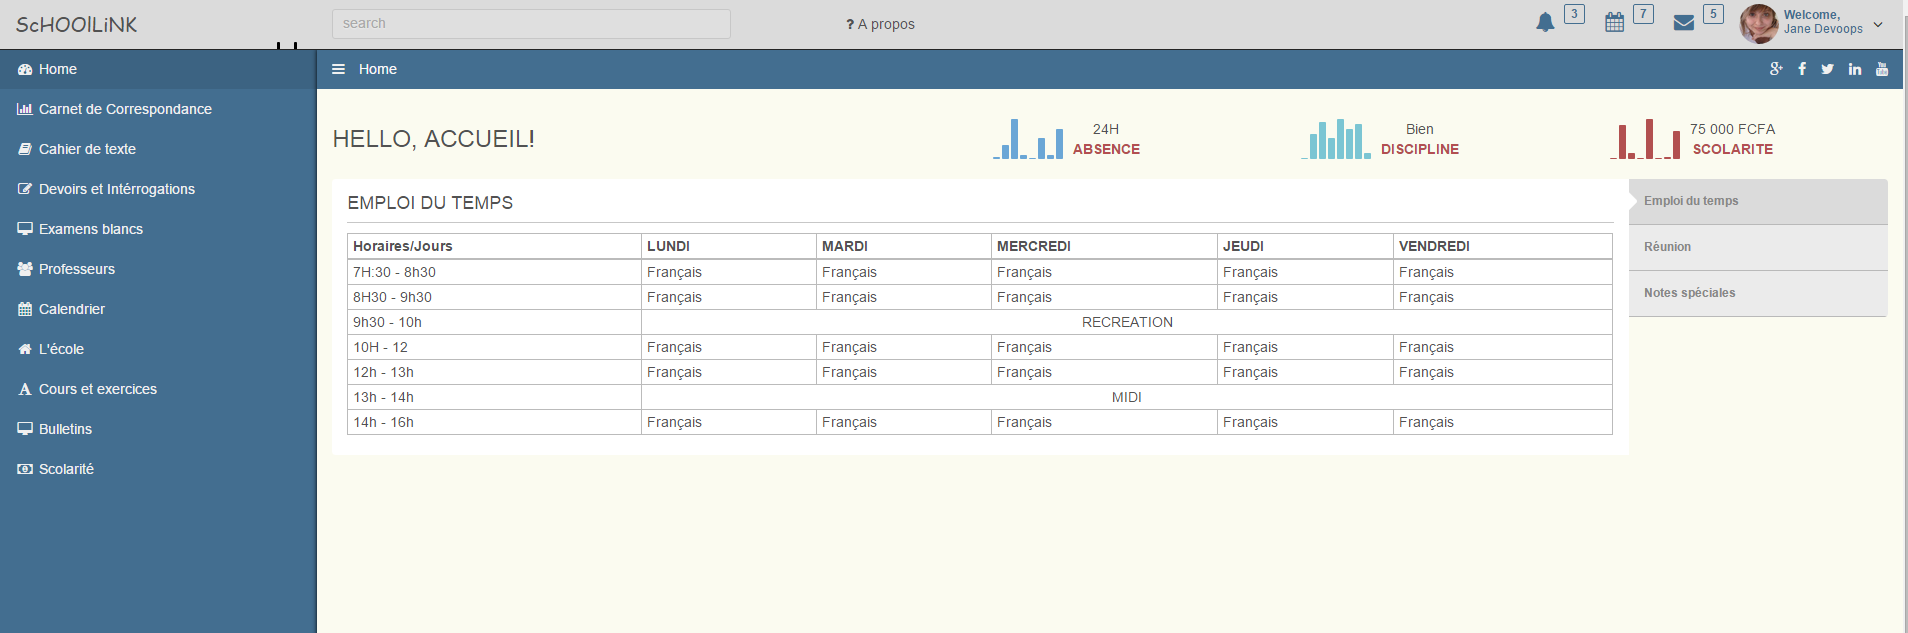 ScHOOlLiNK
search
? A propos
3
7
5
Welcome,
Jane Devoops
Home
Carnet de Correspondance
Cahier de texte
Devoirs et Intérrogations
Examens blancs
Professeurs
Calendrier
L'école
A Cours et exercices
Bulletins
Scolarité
Home
HELLO, ACCUEIL!
24H
ABSENCE
Bien
DISCIPLINE
75 000 FCFA
SCOLARITE
EMPLOI DU TEMPS
Horaires/Jours LUNDI MARDI MERCREDI JEUDI VENDREDI
7H:30 - 8h30 Français Français Français Français Français
8H30 - 9h30 Français Français Français Français Français
9h30 - 10h RECREATION
10H - 12 Français Français Français Français Français
12h - 13h Français Français Français Français Français
13h - 14h MIDI
14h - 16h Français Français Français Français Français
Emploi du temps
Réunion
Notes spéciales